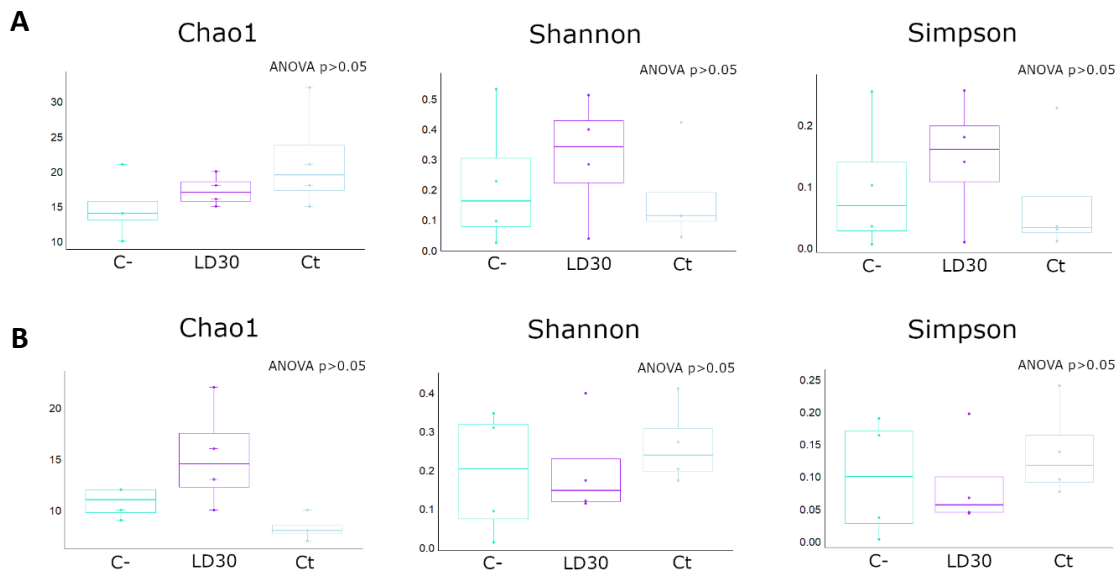 A
Chao1
ANOVA p>0.05
30
25
20
15
10
C-
LD30
Ct
Shannon
ANOVA p>0.05
0.5
0.4
0.3
0.2
0.1
0.0
C-
LD30
Ct
Simpson
ANOVA p>0.05
0.2
0.1
0.0
C-
LD30
Ct
B
Chao1
ANOVA p>0.05
20
15
10
C-
LD30
Ct
Shannon
ANOVA p>0.05
0.4
0.3
0.2
0.1
0.0
C-
LD30
Ct
Simpson
ANOVA p>0.05
0.25
0.20
0.15
0.10
0.05
0.00
C-
LD30
Ct